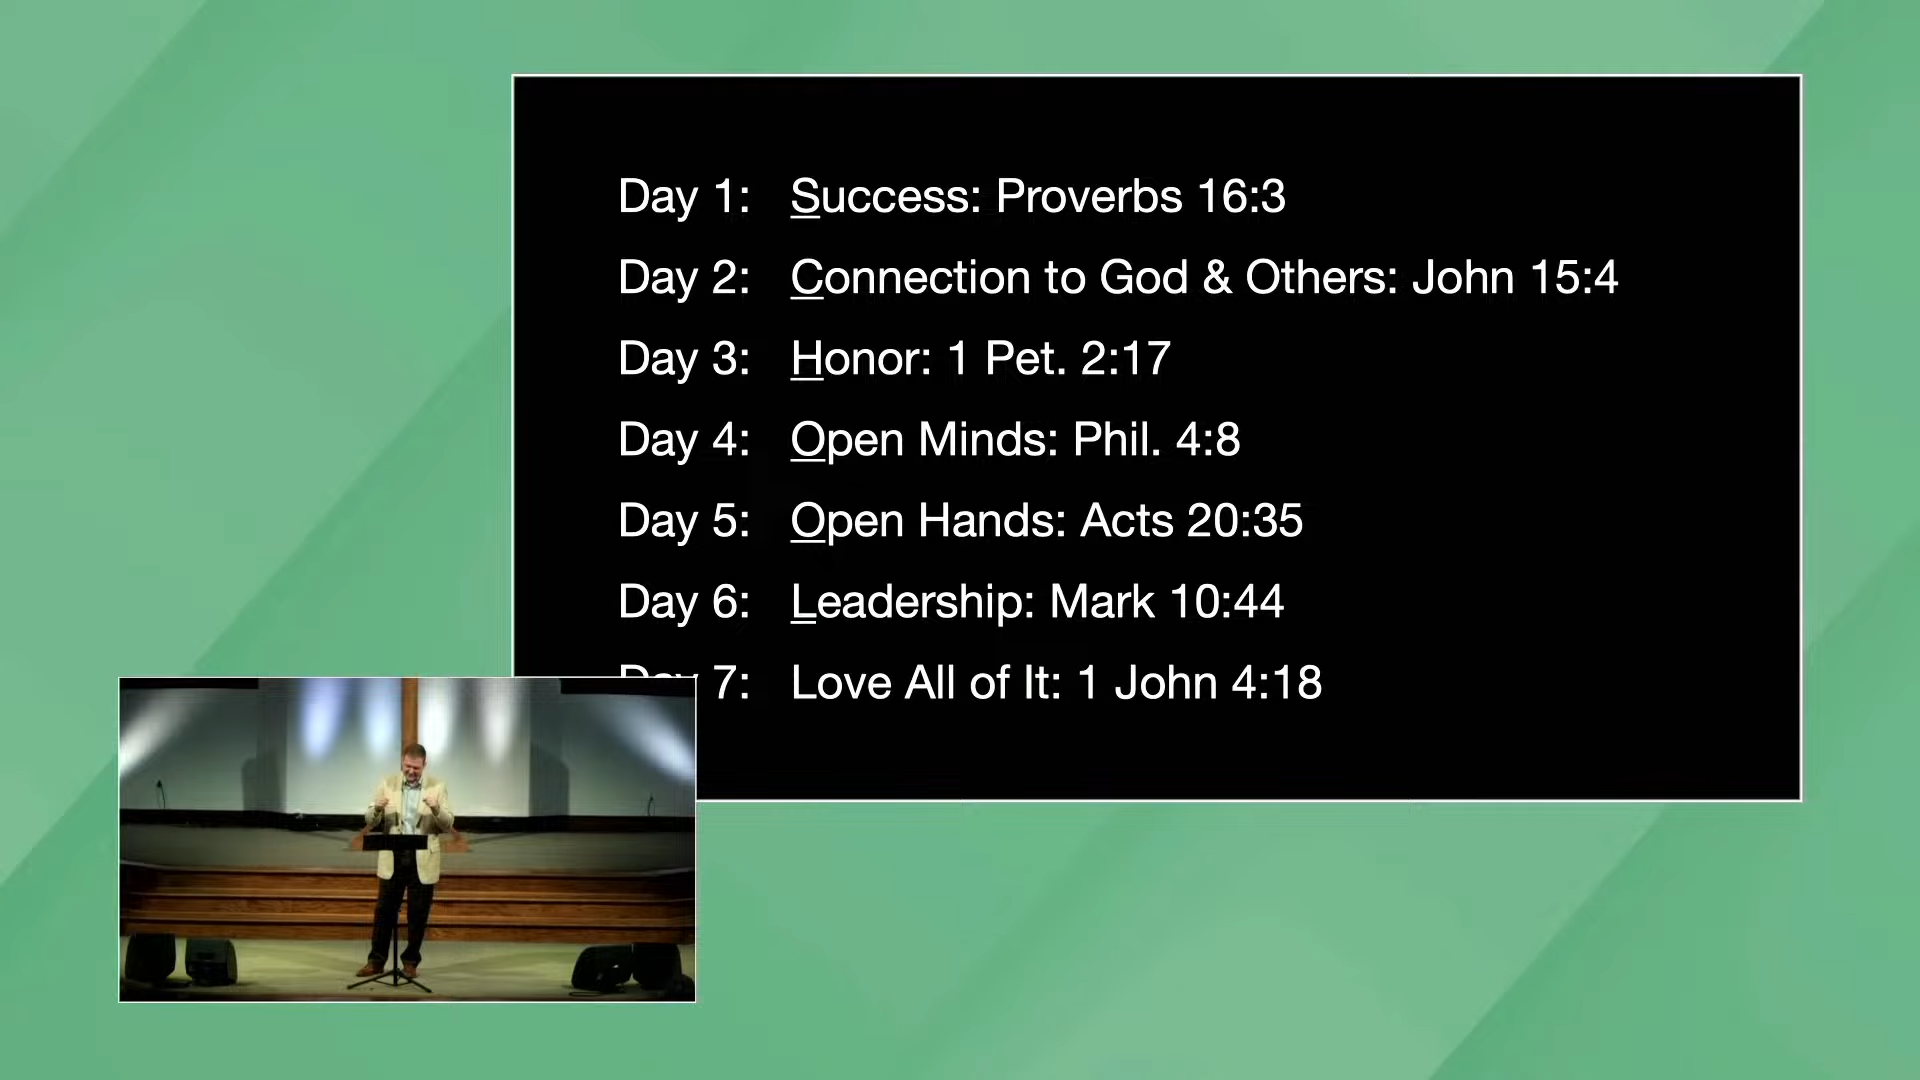 Day 1: Success: Proverbs 16:3
Day 2: Connection to God & Others: John 15:4
Day 3: Honor: 1 Pet. 2:17
Day 4: Open Minds: Phil. 4:8
Day 5: Open Hands: Acts 20:35
Day 6: Leadership: Mark 10:44
Day 7: Love All of It: 1 John 4:18